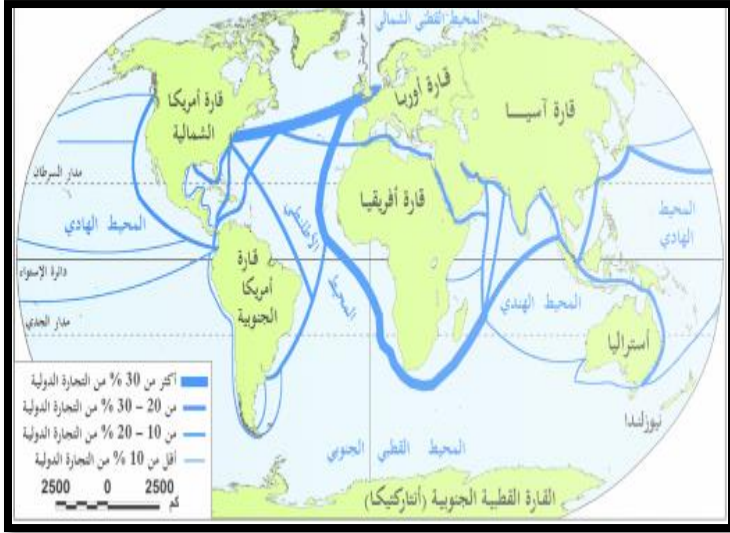 المحيط القطبي الشمالي
قارة أمريكا
الشمالية
قارة أوربا
قارة آسيــــا
مدار السرطان
قارة أفريقيا
المحيط الهادي
الأطلنطي
المحيط
المحيط
الهادي
دائرة الإستواء
قارة
أمريكا
الجنوبية
المحيط الهندي
مدار الجدي
أستراليا
نيوزلندا
أكثر من 30 % من التجارة الدولية
من 20 – 30 % من التجارة الدولية
من 10 – 20 % من التجارة الدولية
أقل من 10 % من التجارة الدولية
2500 0 2500
كم
المحيط القطبي الجنوبي
القارة القطبية الجنوبية (أنتاركتيكا)